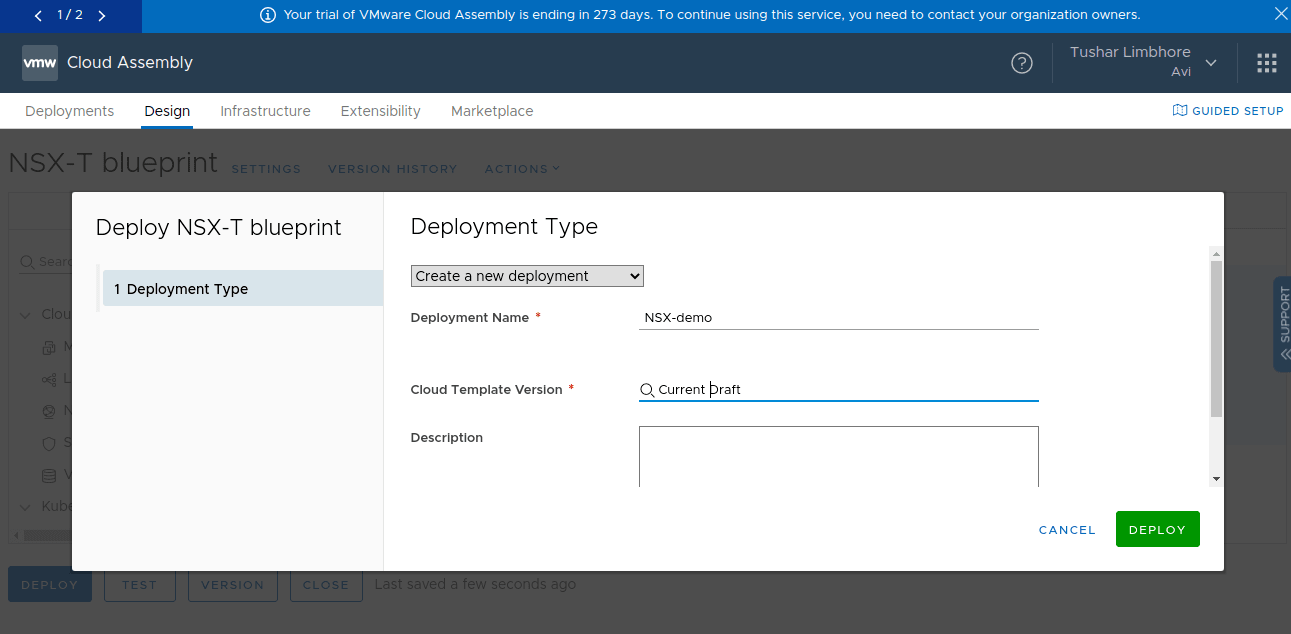 1 / 2
Your trial of VMware Cloud Assembly is ending in 273 days. To continue using this service, you need to contact your organization owners.
vmw Cloud Assembly
Tushar Limbhore
Avi
Deployments Design Infrastructure Extensibility Marketplace
GUIDED SETUP
NSX-T blueprint SETTINGS VERSION HISTORY ACTIONS
Deploy NSX-T blueprint
1 Deployment Type
Deployment Type
Create a new deployment
Deployment Name *
NSX-demo
Cloud Template Version *
Current Draft
Description
CANCEL DEPLOY
SUPPORT
DEPLOY TEST VERSION CLOSE Last saved a few seconds ago